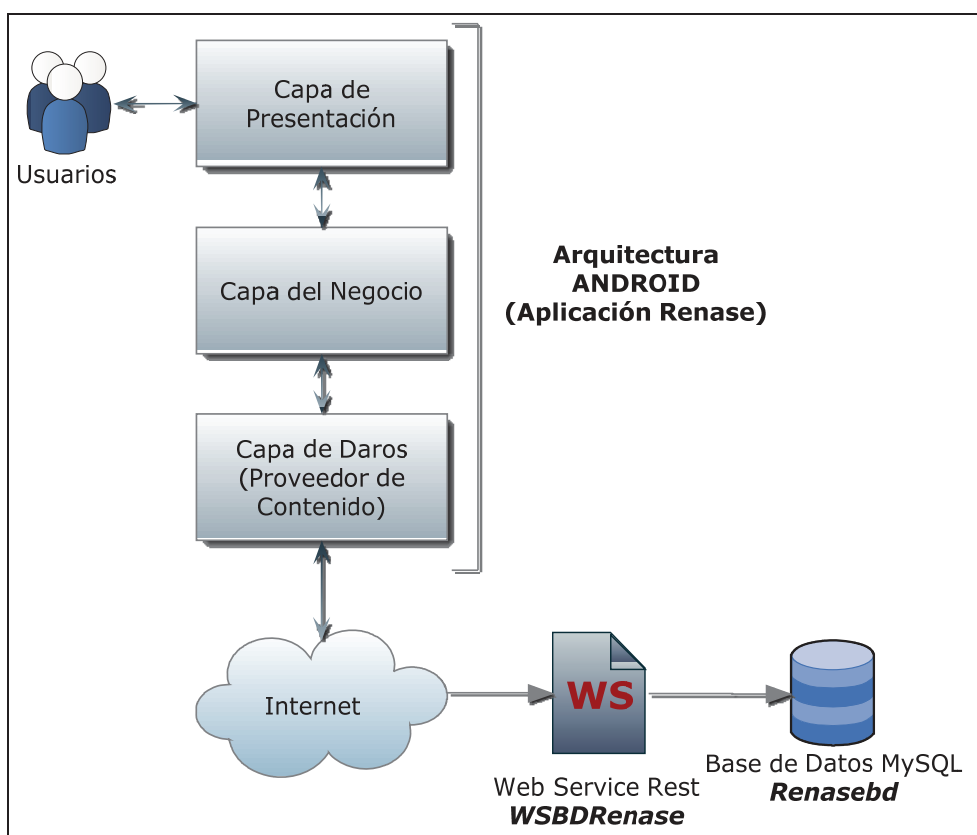 Usuarios
Capa de
Presentación
Capa del Negocio
Capa de Daros
(Proveedor de
Contenido)
Arquitectura
ANDROID
(Aplicación Renase)
Internet
WS
Web Service Rest
WSBDRenase
Base de Datos MySQL
Renasebd